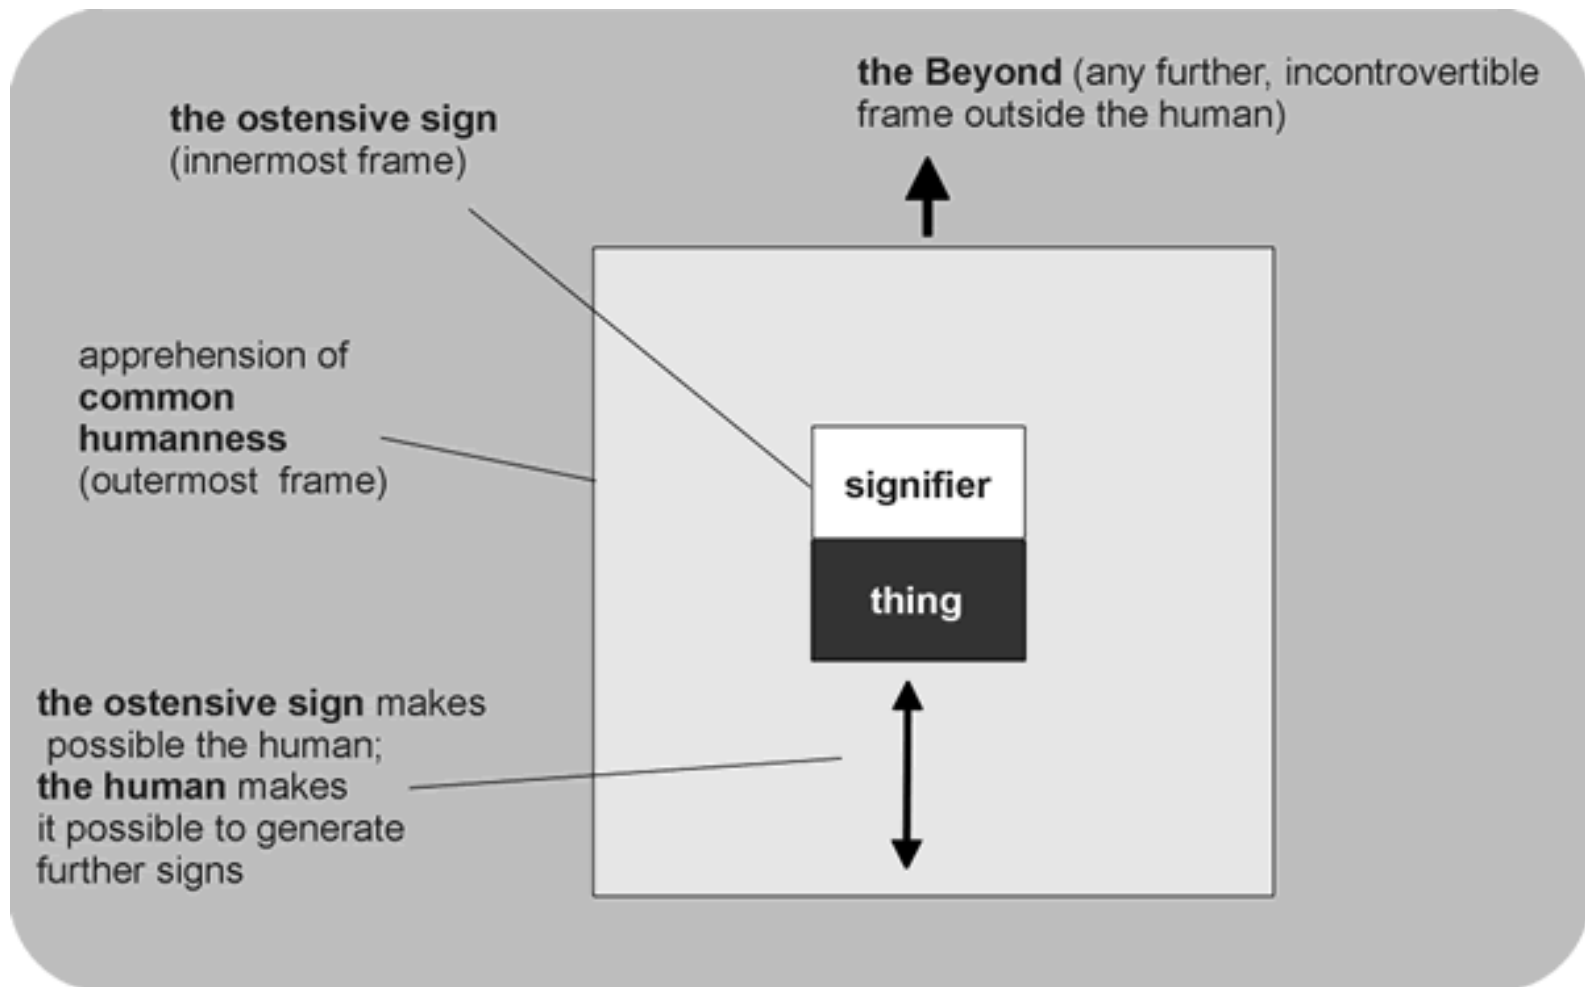 the Beyond (any further, incontrovertible
frame outside the human)
the ostensive sign
(innermost frame)
apprehension of
common
humanness
(outermost frame)
signifier
thing
the ostensive sign makes
possible the human;
the human makes
it possible to generate
further signs